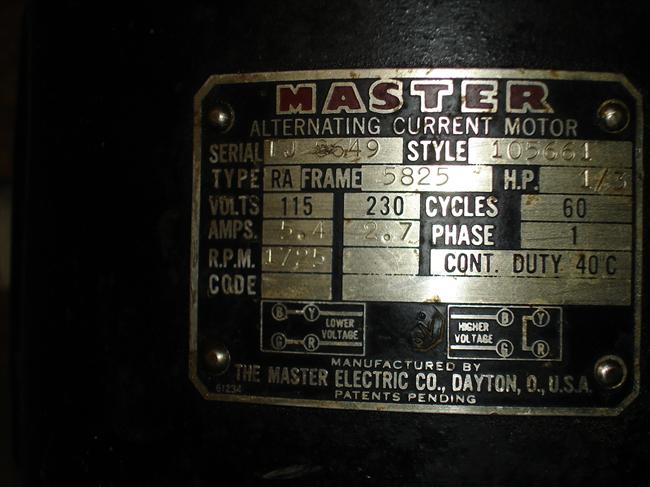 MASTER
ALTERNATING CURRENT MOTOR
SERIAL STYLE 105661
TYPE RA FRAME 5825 H.P. 1/3
VOLTS 115 230 CYCLES 60
AMPS. 5.4 2.7 PHASE 1
R.P.M. 1725 CONT. DUTY 40 C
CODE
B Y LOWER VOLTAGE G R
HIGHER VOLTAGE B Y G R
MANUFACTURED BY
THE MASTER ELECTRIC CO., DAYTON, O., U.S.A.
61234 PATENTS PENDING